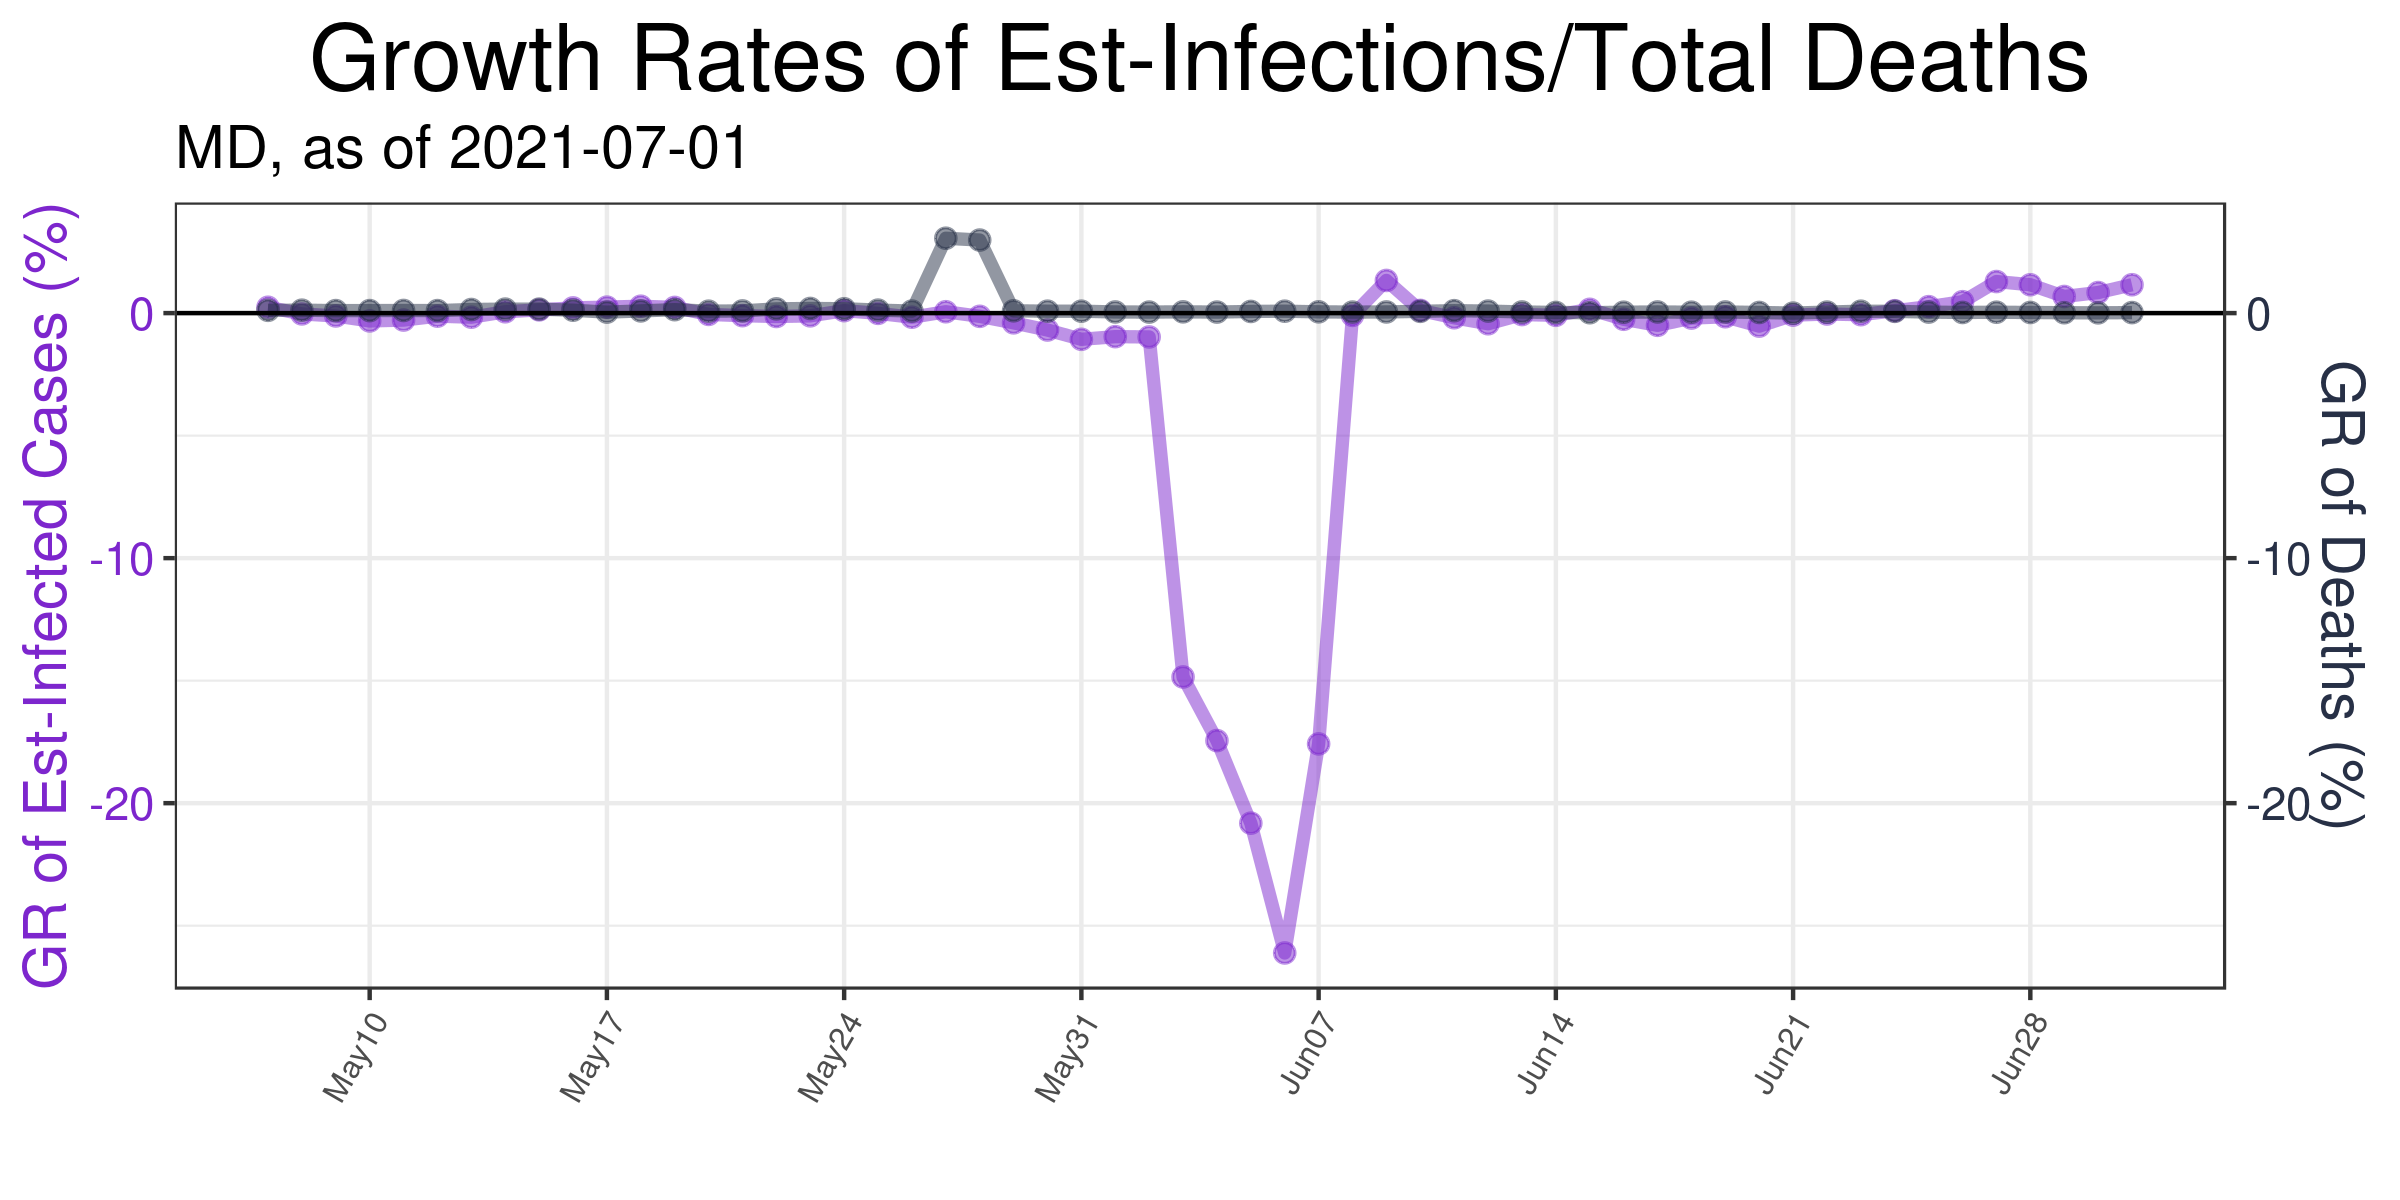 Growth Rates of Est-Infections/Total Deaths
MD, as of 2021-07-01
GR of Est-Infected Cases (%)
0
-10
-20
0
-10
-20
GR of Deaths (%)
May10
May17
May24
May31
Jun07
Jun14
Jun21
Jun28